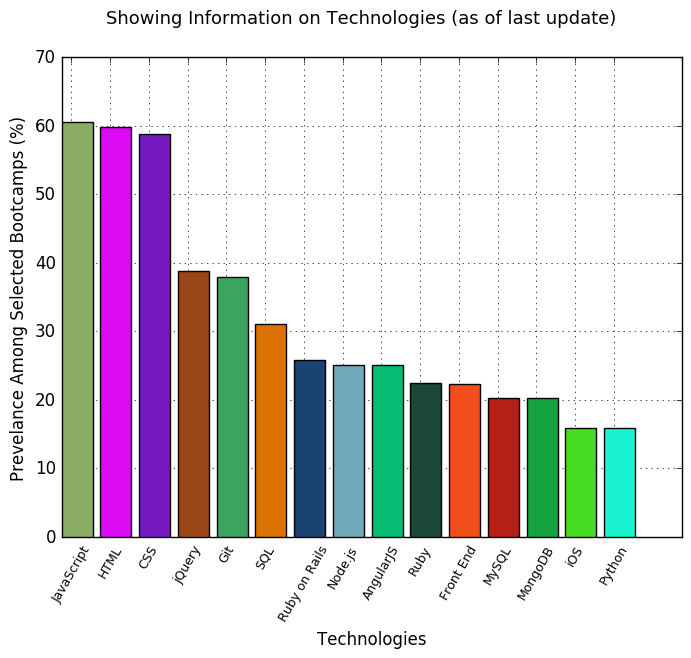 Showing Information on Technologies (as of last update)
Prevelance Among Selected Bootcamps (%)
70
60
50
40
30
20
10
0
JavaScript
HTML
CSS
jQuery
Git
SQL
Ruby on Rails
Node.js
AngularJS
Ruby
Front End
MySQL
MongoDB
iOS
Python
Technologies